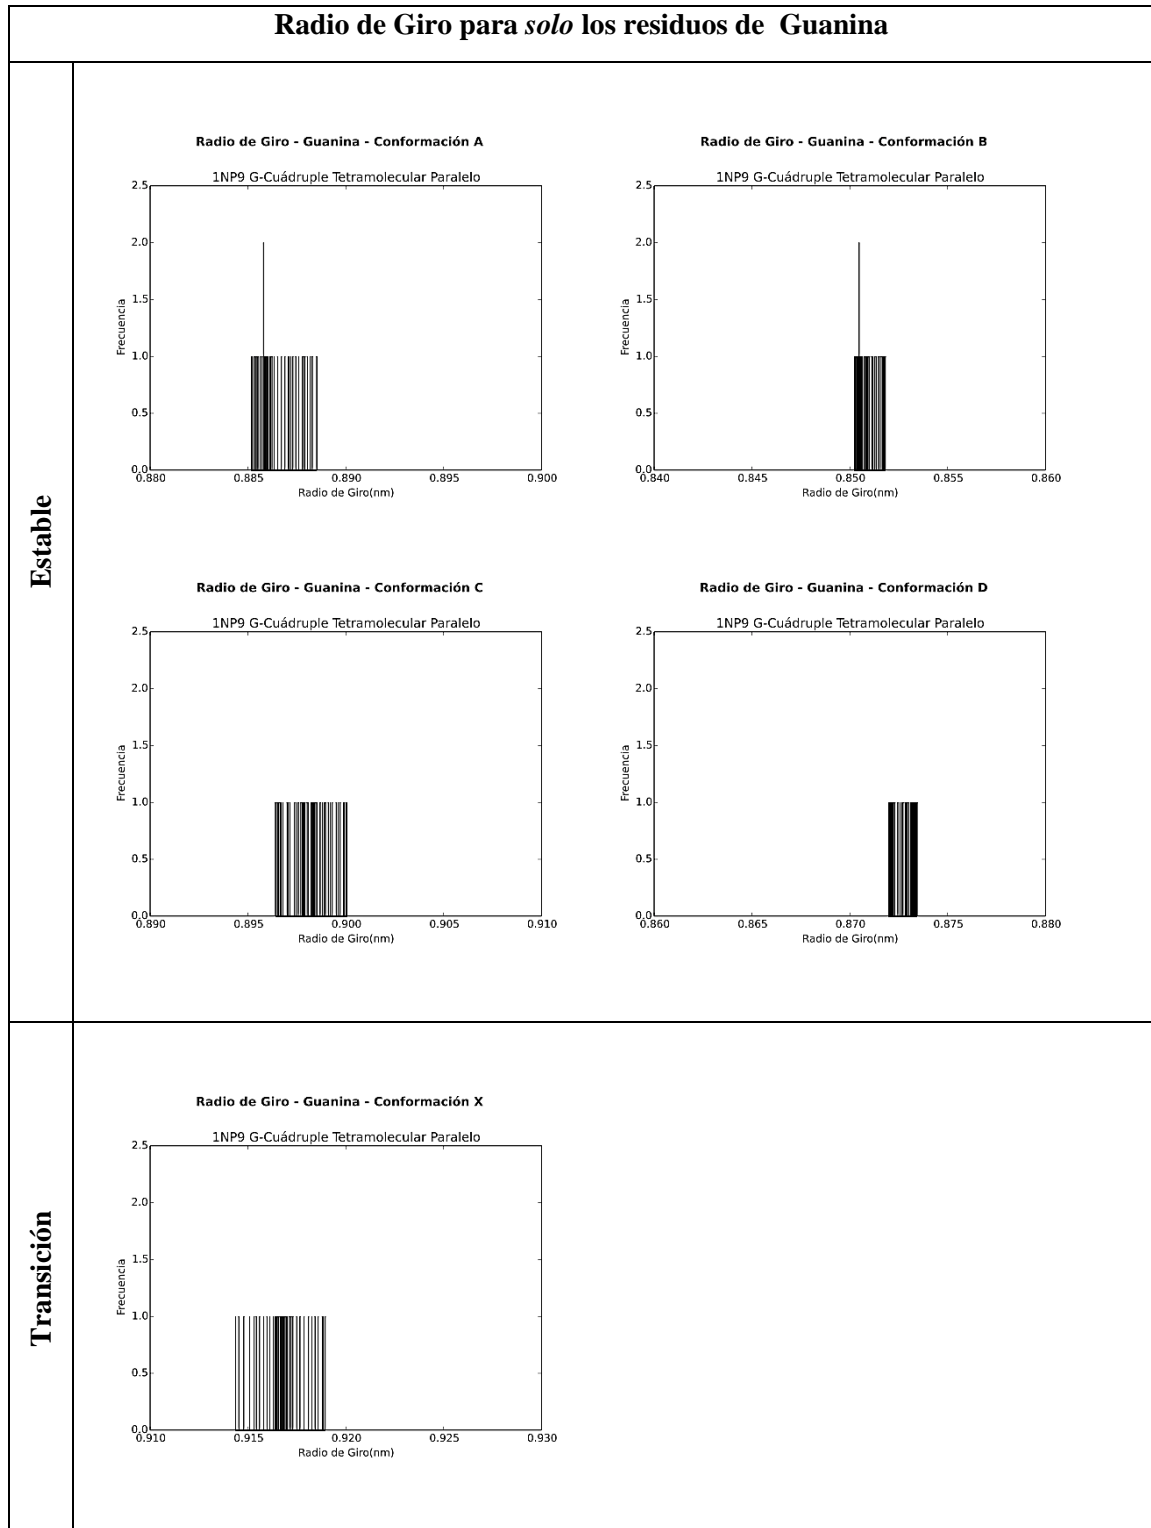 Radio de Giro para solo los residuos de Guanina
Estable
Radio de Giro - Guanina - Conformación A
1NP9 G-Cuádruple Tetramolecular Paralelo
2.5
2.0
1.5
1.0
0.5
0.0
Frecuencia
0.880 0.885 0.890 0.895 0.900
Radio de Giro(nm)
Radio de Giro - Guanina - Conformación B
1NP9 G-Cuádruple Tetramolecular Paralelo
2.5
2.0
1.5
1.0
0.5
0.0
Frecuencia
0.840 0.845 0.850 0.855 0.860
Radio de Giro(nm)
Radio de Giro - Guanina - Conformación C
1NP9 G-Cuádruple Tetramolecular Paralelo
2.5
2.0
1.5
1.0
0.5
0.0
Frecuencia
0.890 0.895 0.900 0.905 0.910
Radio de Giro(nm)
Radio de Giro - Guanina - Conformación D
1NP9 G-Cuádruple Tetramolecular Paralelo
2.5
2.0
1.5
1.0
0.5
0.0
Frecuencia
0.860 0.865 0.870 0.875 0.880
Radio de Giro(nm)
Transición
Radio de Giro - Guanina - Conformación X
1NP9 G-Cuádruple Tetramolecular Paralelo
2.5
2.0
1.5
1.0
0.5
0.0
Frecuencia
0.910 0.915 0.920 0.925 0.930
Radio de Giro(nm)